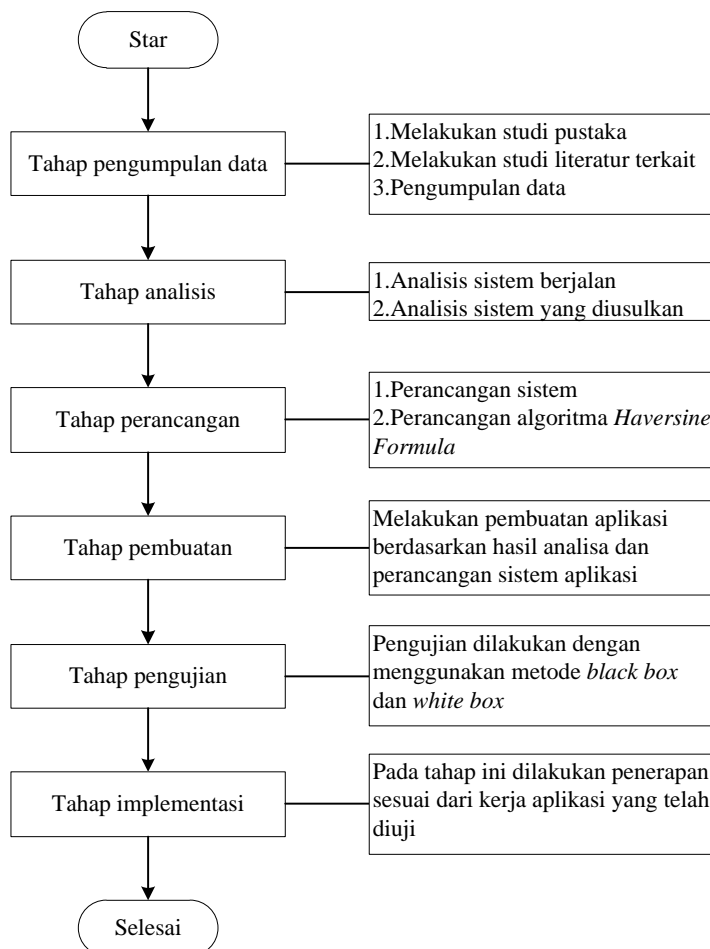 Star
Tahap pengumpulan data
1.Melakukan studi pustaka
2.Melakukan studi literatur terkait
3.Pengumpulan data
Tahap analisis
1.Analisis sistem berjalan
2.Analisis sistem yang diusulkan
Tahap perancangan
1.Perancangan sistem
2.Perancangan algoritma Haversine
Formula
Tahap pembuatan
Melakukan pembuatan aplikasi
berdasarkan hasil analisa dan
perancangan sistem aplikasi
Tahap pengujian
Pengujian dilakukan dengan
menggunakan metode black box
dan white box
Tahap implementasi
Pada tahap ini dilakukan penerapan
sesuai dari kerja aplikasi yang telah
diuji
Selesai